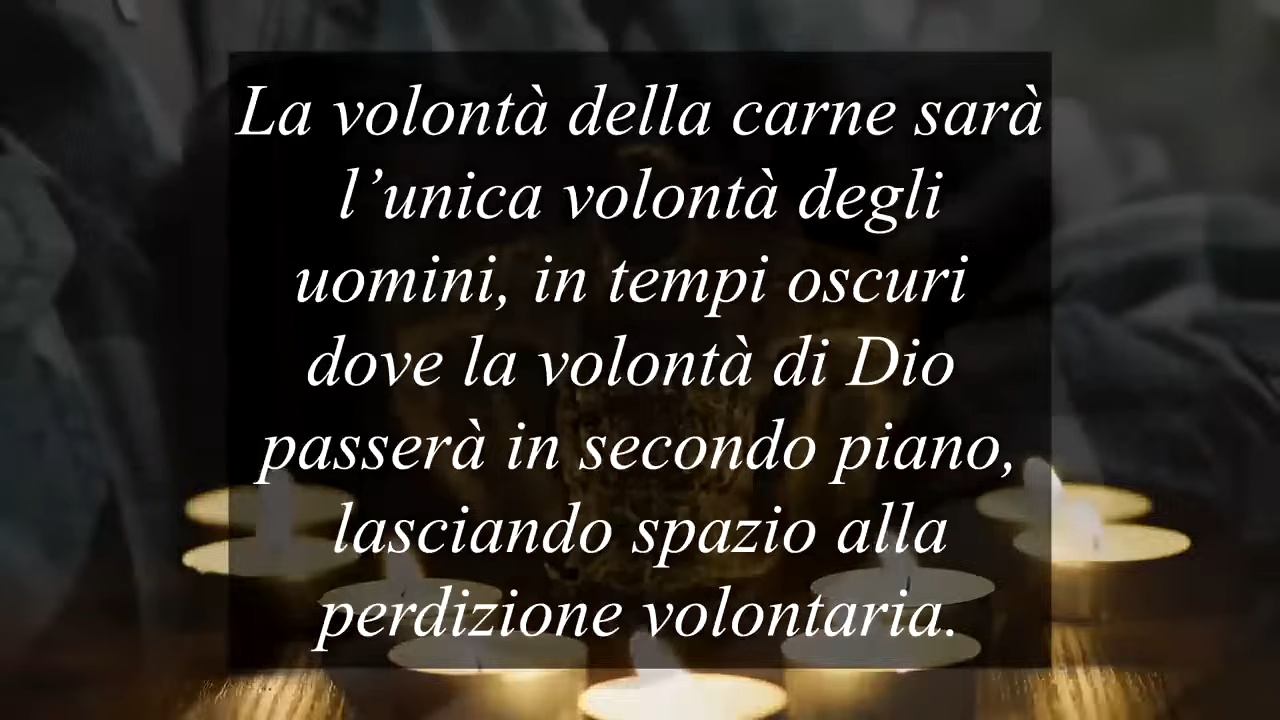 La volontà della carne sarà
l’unica volontà degli
uomini, in tempi oscuri
dove la volontà di Dio
passerà in secondo piano,
lasciando spazio alla
perdizione volontaria.